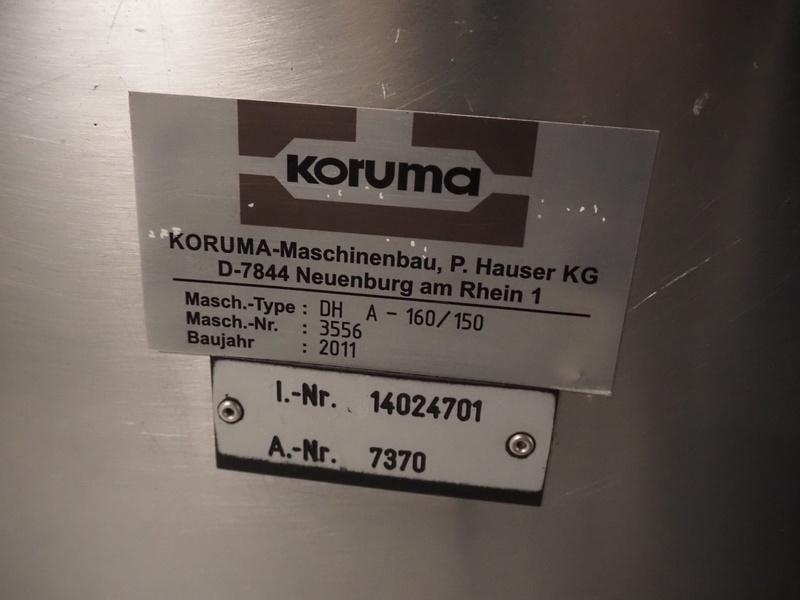 Koruma
KORUMA-Maschinenbau, P. Hauser KG
D-7844 Neuenburg am Rhein 1
Masch.-Type : DH A - 160/150
Masch.-Nr. : 3556
Baujahr : 2011
I.-Nr. 14024701
A.-Nr. 7370